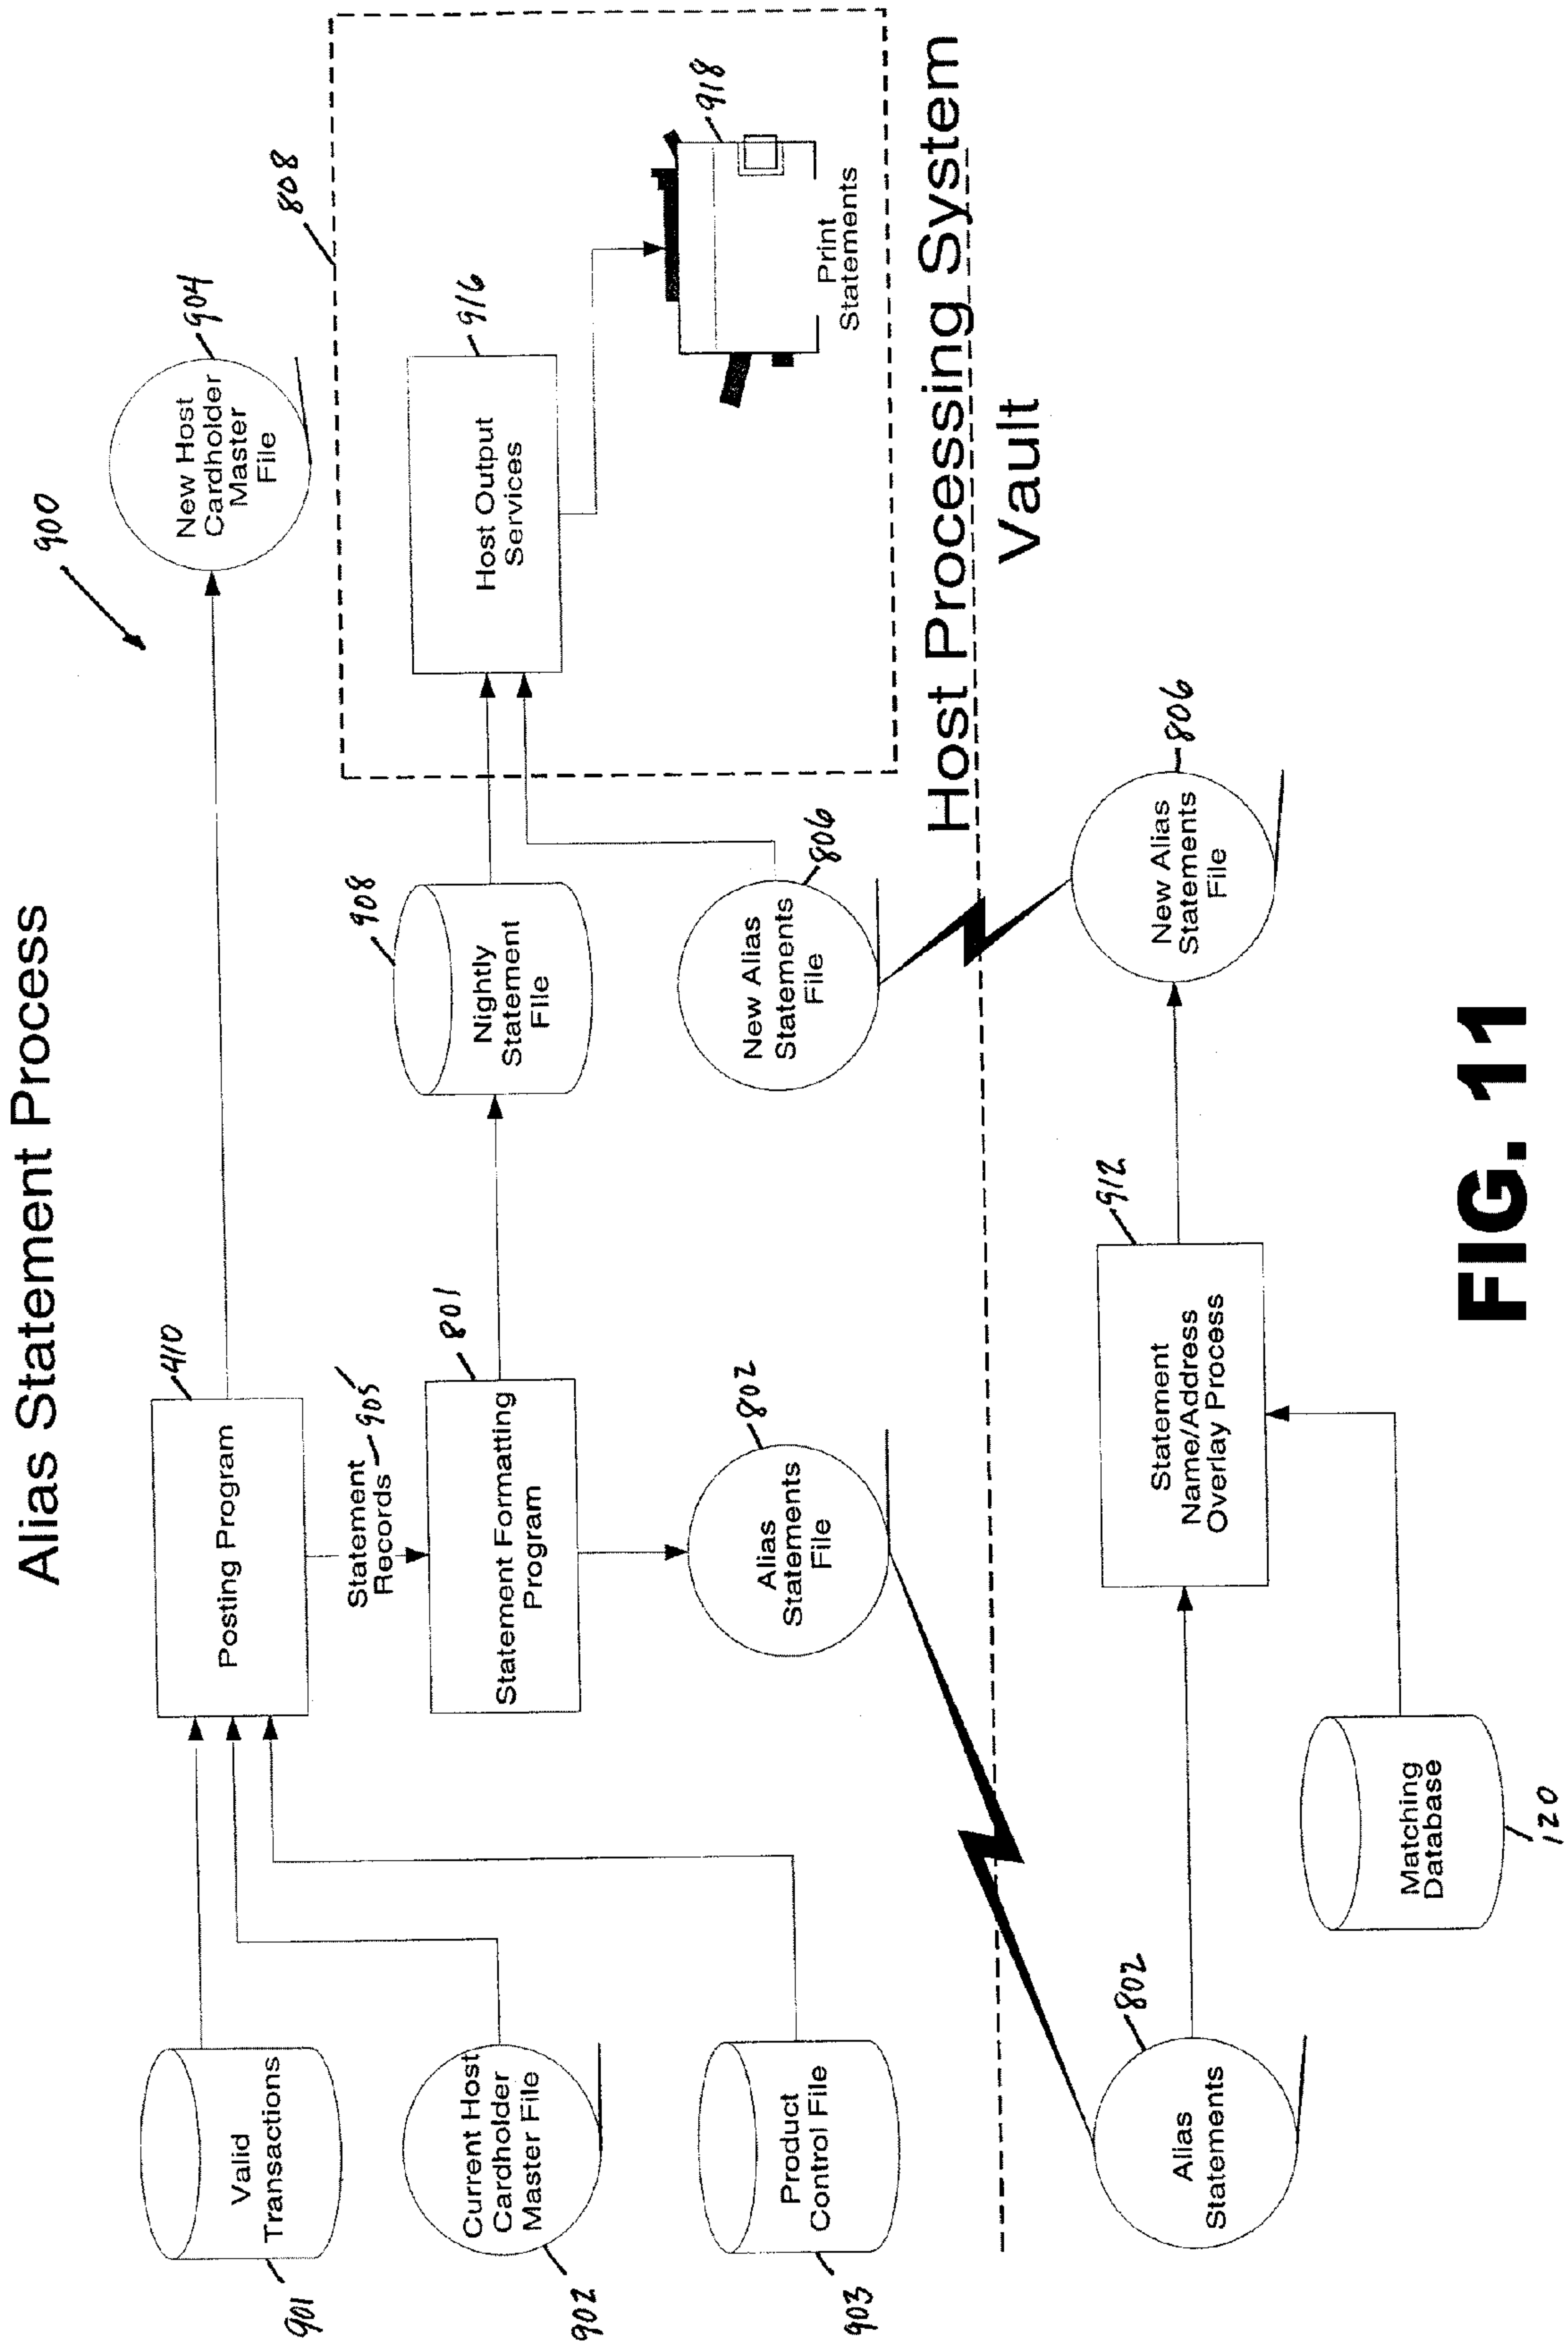 Alias Statement Process
900
901
Valid
Transactions
902
Current Host
Cardholder
Master File
903
Product
Control File
410
Posting Program
Statement
Records
905
801
Statement Formatting
Program
802
Alias
Statements
File
904
New Host
Cardholder
Master
File
908
Nightly
Statement
File
806
New Alias
Statements
File
808
916
Host Output
Services
918
Print
Statements
Host Processing System
Vault
802
Alias
Statements
120
Matching
Database
912
Statement
Name/Address
Overlay Process
806
New Alias
Statements
File
FIG. 11